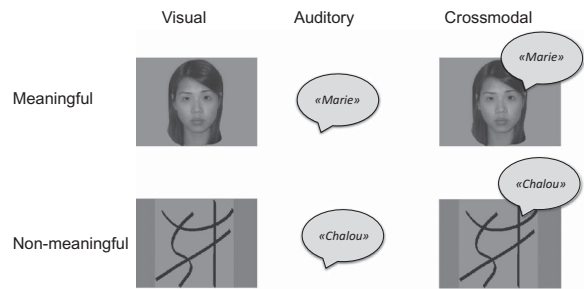 Visual Auditory Crossmodal
«Marie»
Meaningful «Marie»
«Chalou»
Non-meaningful «Chalou»